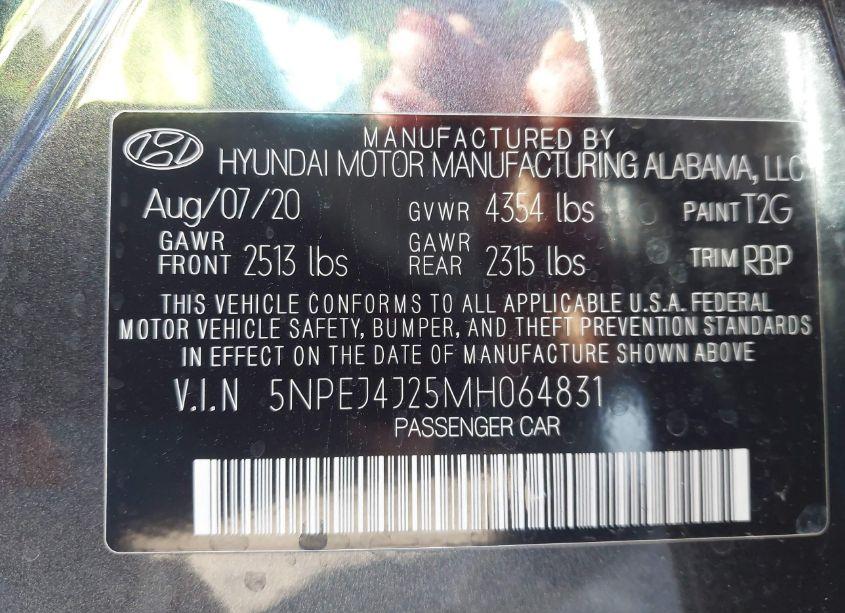 MANUFACTURED BY
HYUNDAI MOTOR MANUFACTURING ALABAMA, LLC
Aug/07/20 GVWR 4354 lbs PAINT T2G
GAWR FRONT 2513 lbs GAWR REAR 2315 lbs TRIM RBP
THIS VEHICLE CONFORMS TO ALL APPLICABLE U.S.A. FEDERAL
MOTOR VEHICLE SAFETY, BUMPER, AND THEFT PREVENTION STANDARDS
IN EFFECT ON THE DATE OF MANUFACTURE SHOWN ABOVE
V.I.N 5NPEJ4J25MH064831
PASSENGER CAR